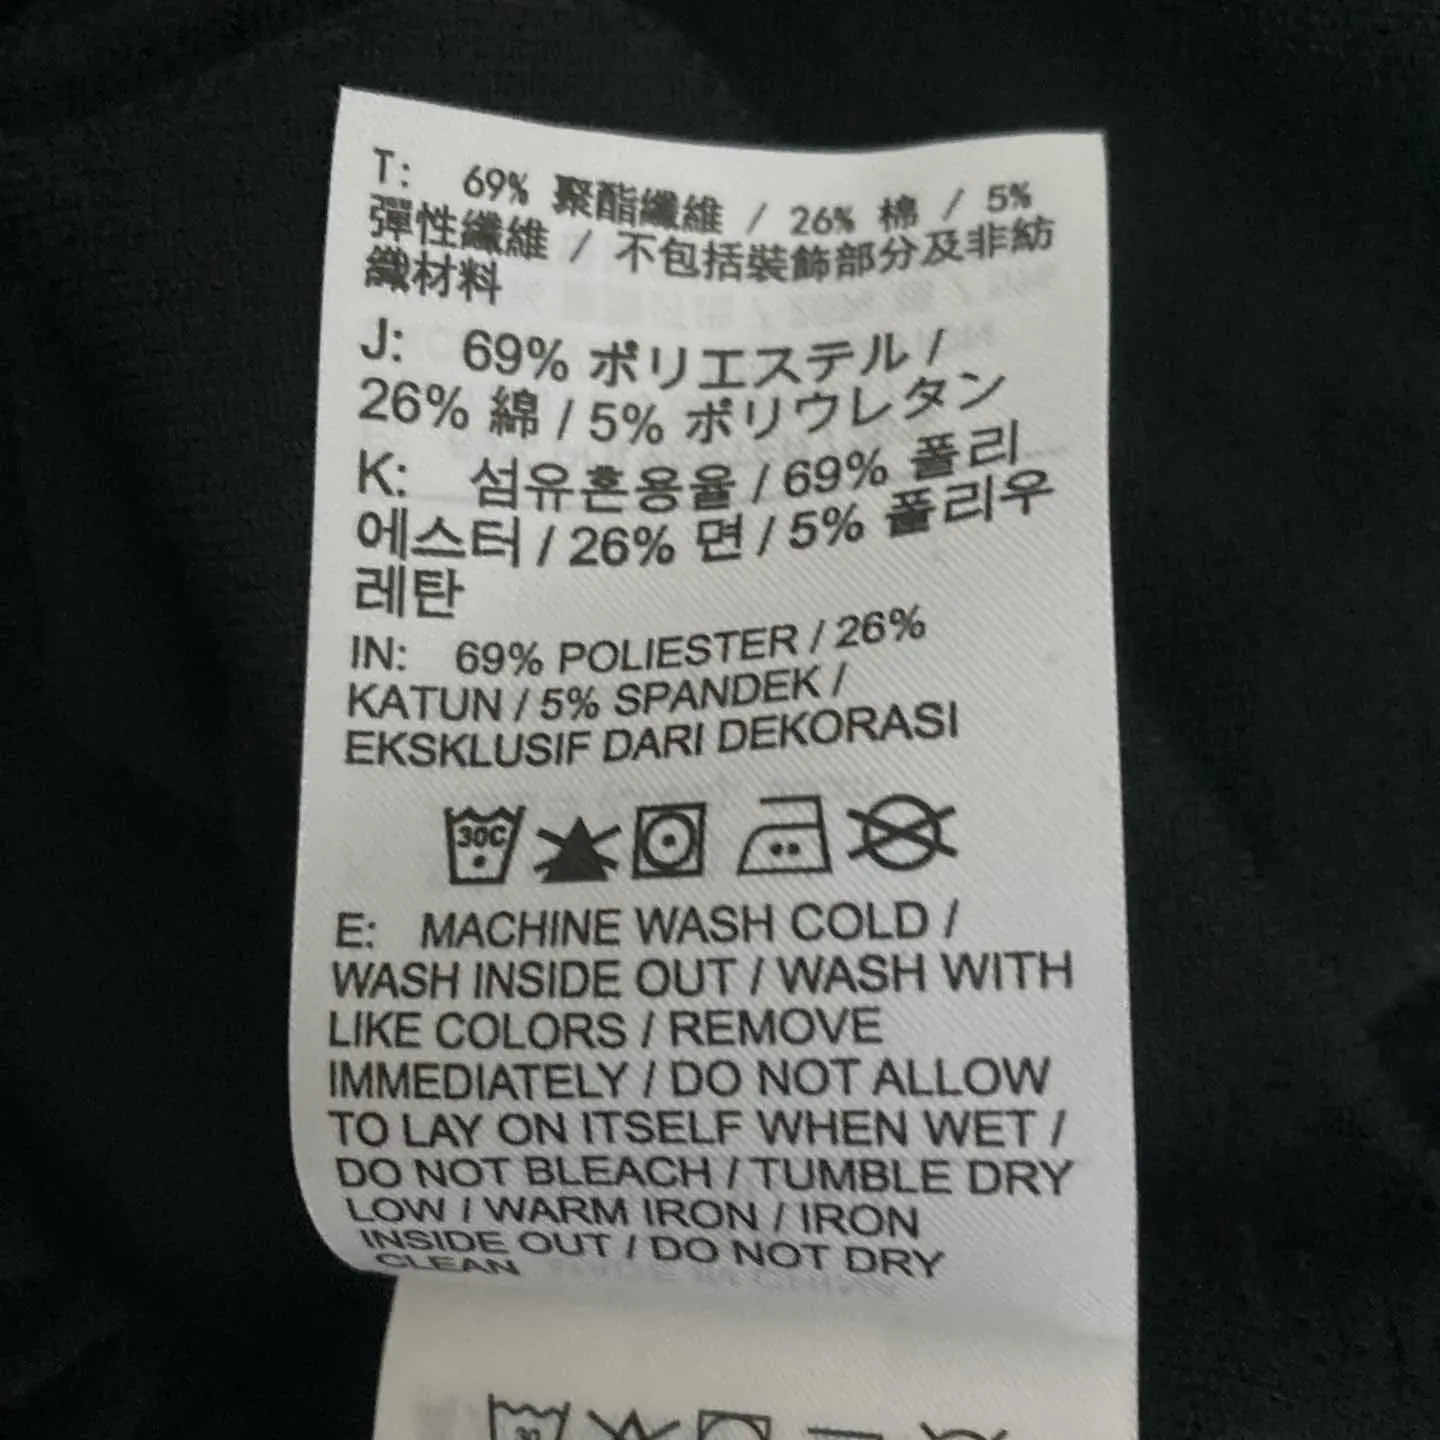 T: 69% 聚酯纖維 / 26% 棉 / 5%
彈性纖維 / 不包括裝飾部分及非紡
織材料
J: 69% ポリエステル /
26% 綿 / 5% ポリウレタン
K: 섬유혼용율 / 69% 폴리
에스터 / 26% 면 / 5% 폴리우
레탄
IN: 69% POLIESTER / 26%
KATUN / 5% SPANDEK /
EKSKLUSIF DARI DEKORASI
30C
E: MACHINE WASH COLD /
WASH INSIDE OUT / WASH WITH
LIKE COLORS / REMOVE
IMMEDIATELY / DO NOT ALLOW
TO LAY ON ITSELF WHEN WET /
DO NOT BLEACH / TUMBLE DRY
LOW / WARM IRON / IRON
INSIDE OUT / DO NOT DRY
CLEAN
30